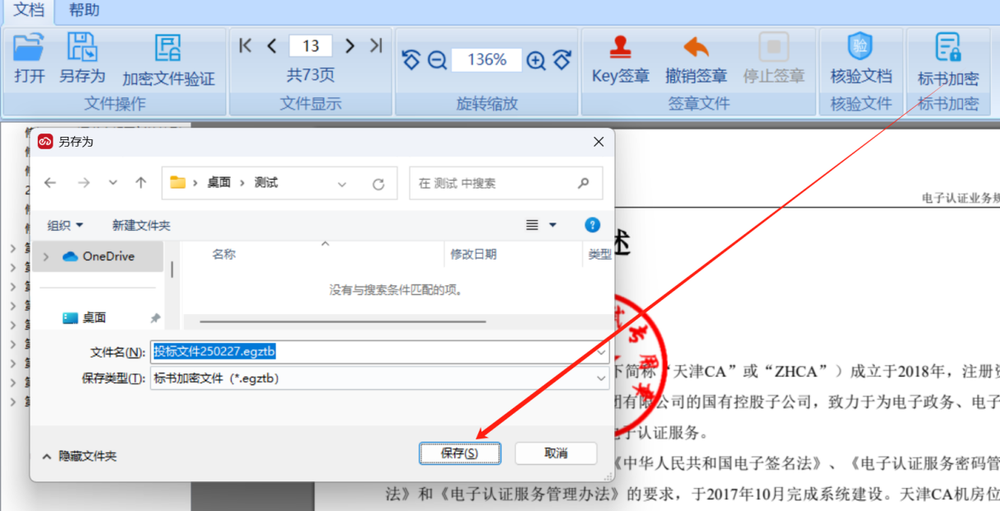 文档 帮助
打开 另存为 加密文件验证
文件操作
13
共73页
文件显示
136%
旋转缩放
Key签章 撤销签章 停止签章
签章文件
验
核验文档
核验文件
标书加密
标书加密
另存为
桌面 测试
在 测试 中搜索
组织 新建文件夹
?
OneDrive
名称 修改日期 类型
没有与搜索条件匹配的项。
桌面
文件名(N): 投标文件250227.egztb
保存类型(T): 标书加密文件 (*.egztb)
隐藏文件夹
保存(S) 取消
电子认证业务规
述
下简称“天津CA”或“ZHCA”）成立于2018年，注册资
团有限公司的国有控股子公司，致力于为电子政务、电子
电子认证服务。
《中华人民共和国电子签名法》、《电子认证服务密码管
法》和《电子认证服务管理办法》的要求，于2017年10月完成系统建设。天津CA机房位